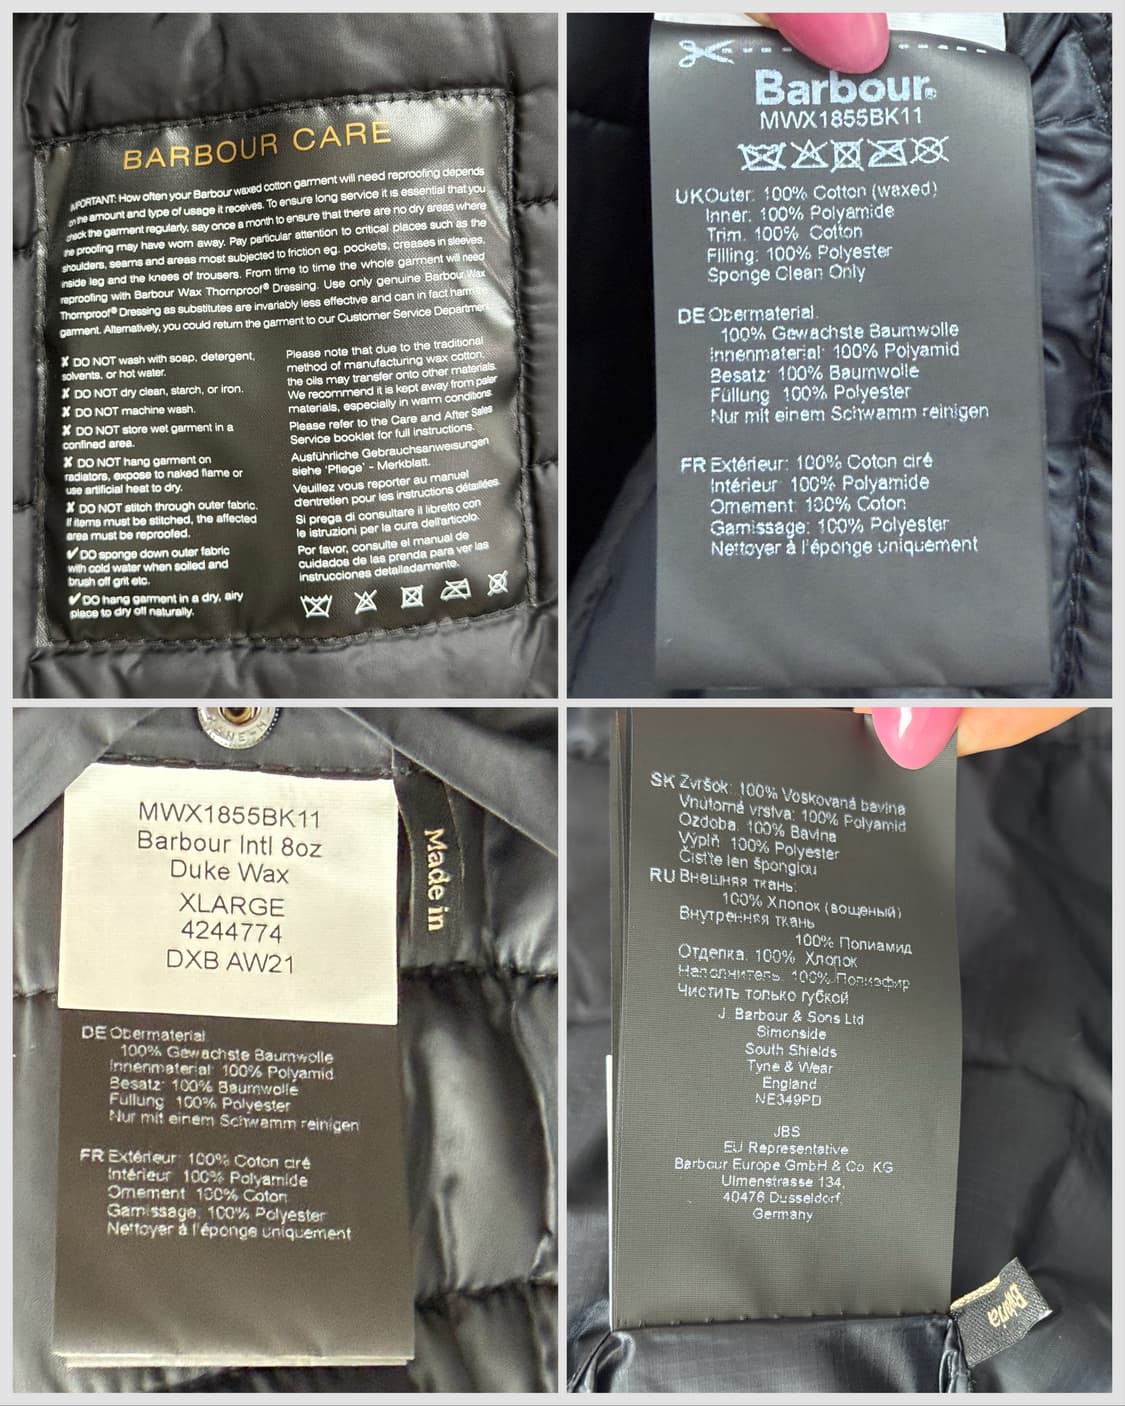 BARBOUR CARE
IMPORTANT: How often your Barbour waxed cotton garment will need reproofing depends
on the amount and type of usage it receives. To ensure long service it is essential that you
check the garment regularly, say once a month to ensure that there are no dry areas where
the proofing may have worn away. Pay particular attention to critical places such as the
shoulders, seams and areas most subjected to friction eg. pockets, creases in sleeves,
inside leg and the knees of trousers. From time to time the whole garment will need
reproofing with Barbour Wax Thornproof® Dressing. Use only genuine Barbour Wax
Thornproof® Dressing as substitutes are invariably less effective and can in fact harm the
garment. Alternatively, you could return the garment to our Customer Service Department.
✘ DO NOT wash with soap, detergent,
solvents, or hot water.
✘ DO NOT dry clean, starch, or iron.
✘ DO NOT machine wash.
✘ DO NOT store wet garment in a
confined area.
✘ DO NOT hang garment on
radiators, expose to naked flame or
use artificial heat to dry.
✘ DO NOT stitch through outer fabric.
If items must be stitched, the affected
area must be reproofed.
✔ DO sponge down outer fabric
with cold water when soiled and
brush off grit etc.
✔ DO hang garment in a dry, airy
place to dry off naturally.
Please note that due to the traditional
method of manufacturing wax cotton,
the oils may transfer onto other materials.
We recommend it is kept away from paler
materials, especially in warm conditions.
Please refer to the Care and After Sales
Service booklet for full instructions.
Ausführliche Gebrauchsanweisungen
siehe 'Pflege' - Merkblatt.
Veuillez vous reporter au manuel
d'entretien pour les instructions détaillées.
Si prega di consultare il libretto con
le istruzioni per la cura dell'articolo.
Por favor, consulte el manual de
cuidados de las prenda para ver las
instrucciones detalladamente.
Barbour®
MWX1855BK11
UK Outer: 100% Cotton (waxed)
Inner: 100% Polyamide
Trim: 100% Cotton
Filling: 100% Polyester
Sponge Clean Only
DE Obermaterial:
100% Gewachste Baumwolle
Innenmaterial: 100% Polyamid
Besatz: 100% Baumwolle
Füllung: 100% Polyester
Nur mit einem Schwamm reinigen
FR Extérieur: 100% Coton ciré
Intérieur: 100% Polyamide
Ornement: 100% Coton
Garnissage: 100% Polyester
Nettoyer à l'éponge uniquement
MWX1855BK11
Barbour Intl 8oz
Duke Wax
XLARGE
4244774
DXB AW21
Made in
DE Obermaterial:
100% Gewachste Baumwolle
Innenmaterial: 100% Polyamid
Besatz: 100% Baumwolle
Füllung: 100% Polyester
Nur mit einem Schwamm reinigen
FR Extérieur: 100% Coton ciré
Intérieur: 100% Polyamide
Ornement: 100% Coton
Garnissage: 100% Polyester
Nettoyer à l'éponge uniquement
SK Zvršok: 100% Voskovaná bavlna
Vnútorná vrstva: 100% Polyamid
Ozdoba: 100% Bavlna
Výplň: 100% Polyester
Čistite len špongiou
RU Внешняя ткань:
100% Хлопок (вощеный)
Внутренняя ткань
100% Полиамид
Отделка: 100% Хлопок
Наполнитель: 100% Полиэфир
Чистить только губкой
J. Barbour & Sons Ltd
Simonside
South Shields
Tyne & Wear
England
NE349PD
JBS
EU Representative
Barbour Europe GmbH & Co. KG
Ulmenstrasse 134,
40476 Dusseldorf,
Germany